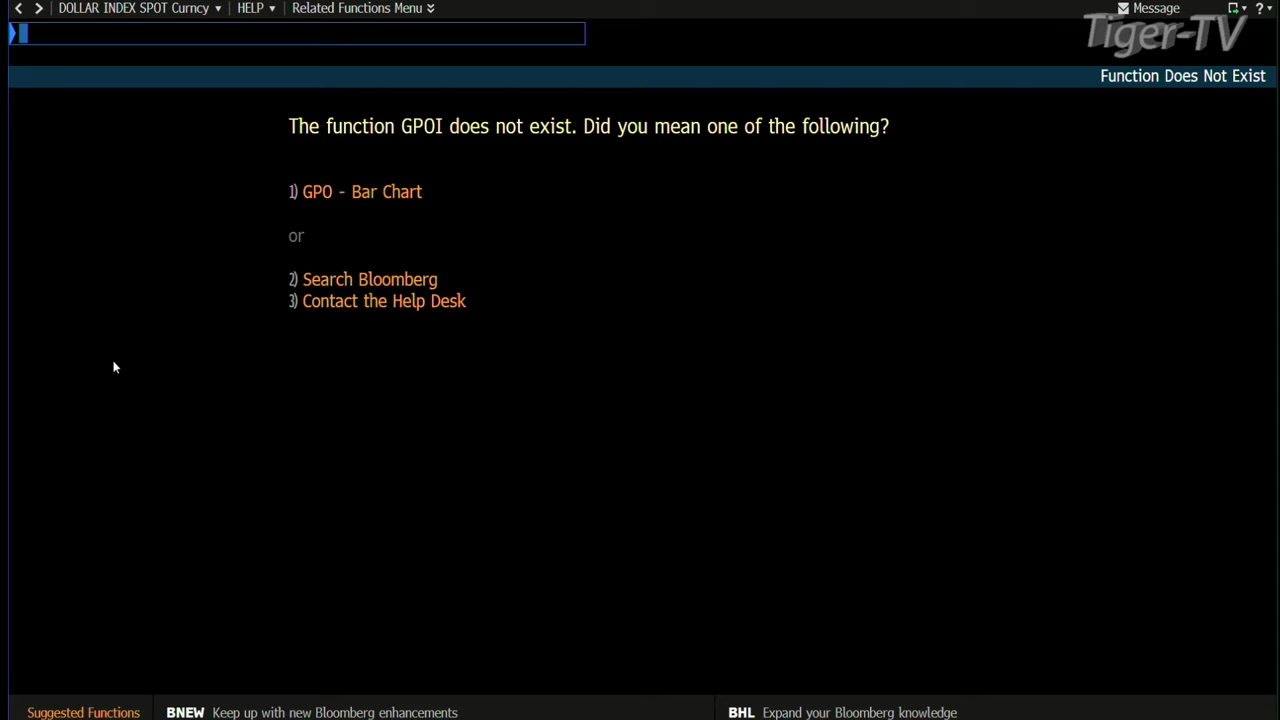 DOLLAR INDEX SPOT Curncy HELP Related Functions Menu Message ?
Tiger-TV
Function Does Not Exist
The function GPOI does not exist. Did you mean one of the following?
1) GPO - Bar Chart
or
2) Search Bloomberg
3) Contact the Help Desk
Suggested Functions BNEW Keep up with new Bloomberg enhancements BHL Expand your Bloomberg knowledge